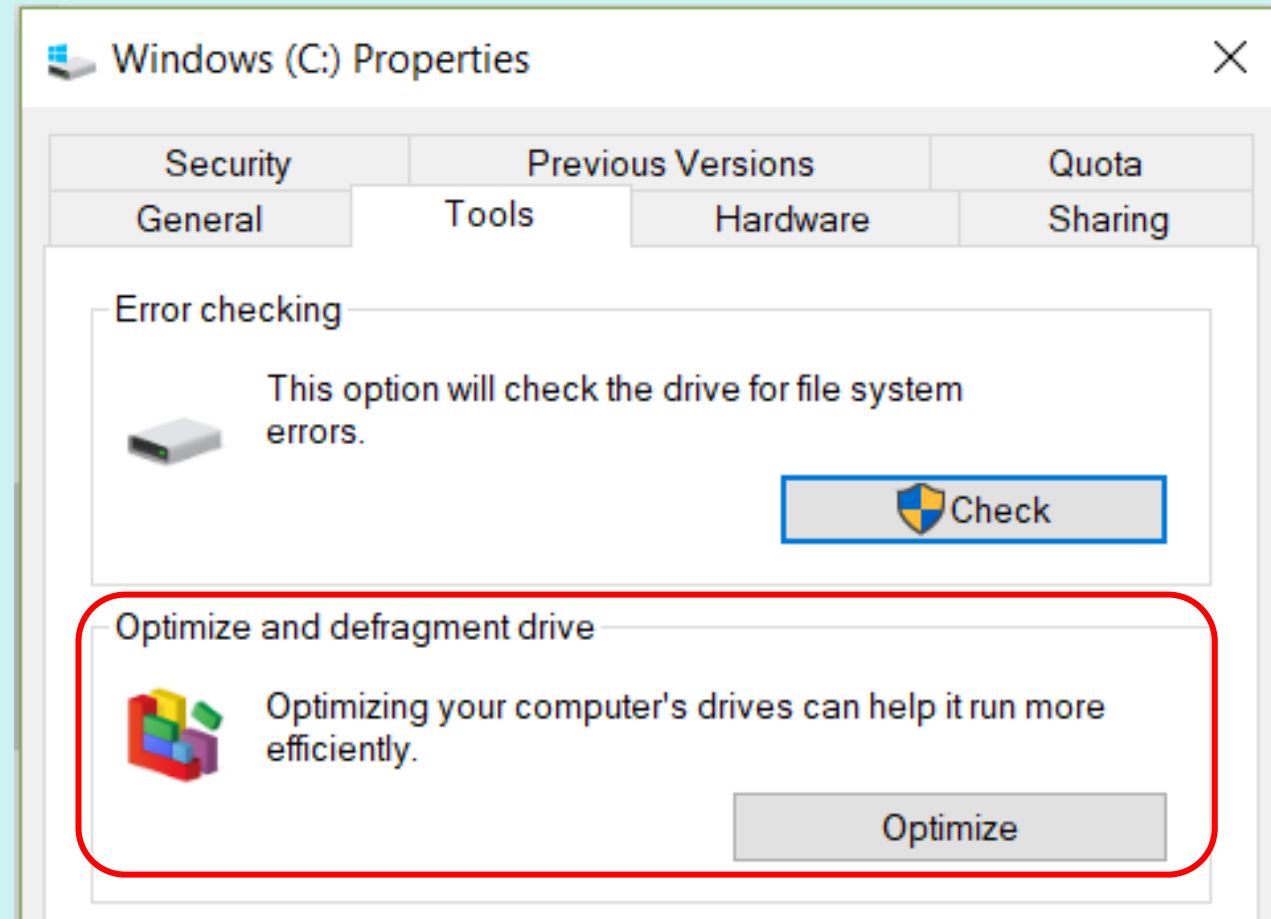 Windows (C:) Properties
Security Previous Versions Quota
General Tools Hardware Sharing
Error checking
This option will check the drive for file system
errors.
Check
Optimize and defragment drive
Optimizing your computer's drives can help it run more
efficiently.
Optimize